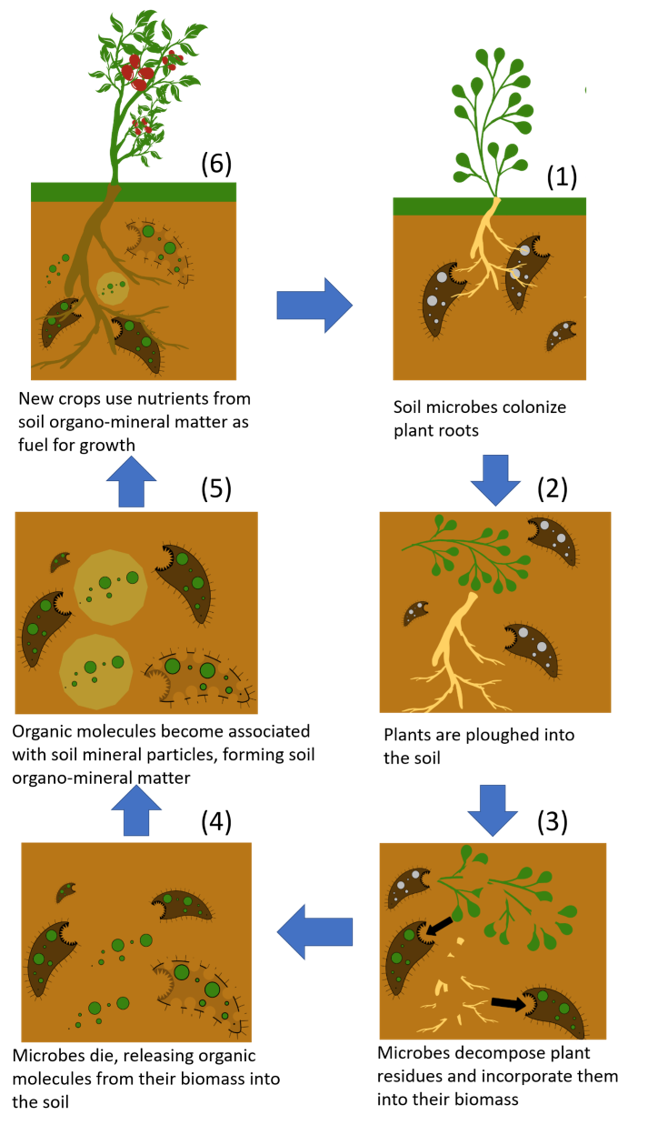 (6)
New crops use nutrients from
soil organo-mineral matter as
fuel for growth
(1)
Soil microbes colonize
plant roots
(2)
Plants are ploughed into
the soil
(3)
Microbes decompose plant
residues and incorporate them
into their biomass
(4)
Microbes die, releasing organic
molecules from their biomass into
the soil
(5)
Organic molecules become associated
with soil mineral particles, forming soil
organo-mineral matter